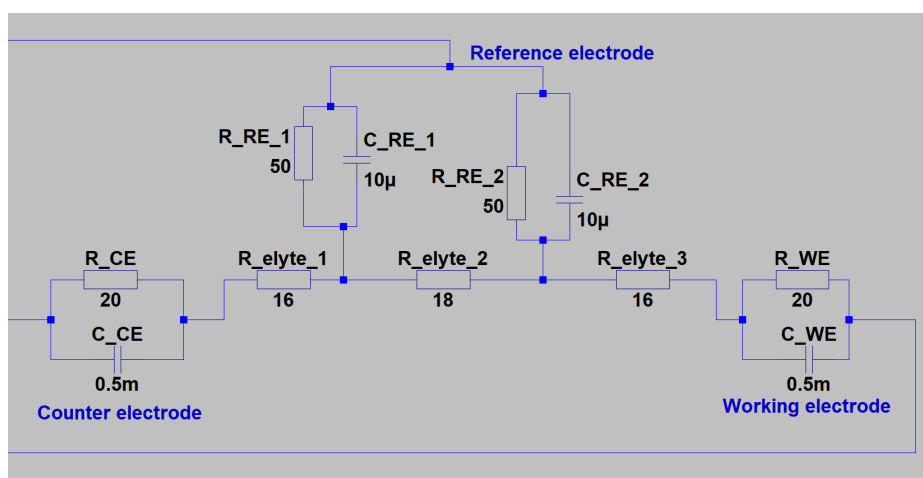 Reference electrode
R_RE_1
50
C_RE_1
10µ
R_RE_2
50
C_RE_2
10µ
R_CE
20
C_CE
0.5m
Counter electrode
R_elyte_1
16
R_elyte_2
18
R_elyte_3
16
R_WE
20
C_WE
0.5m
Working electrode